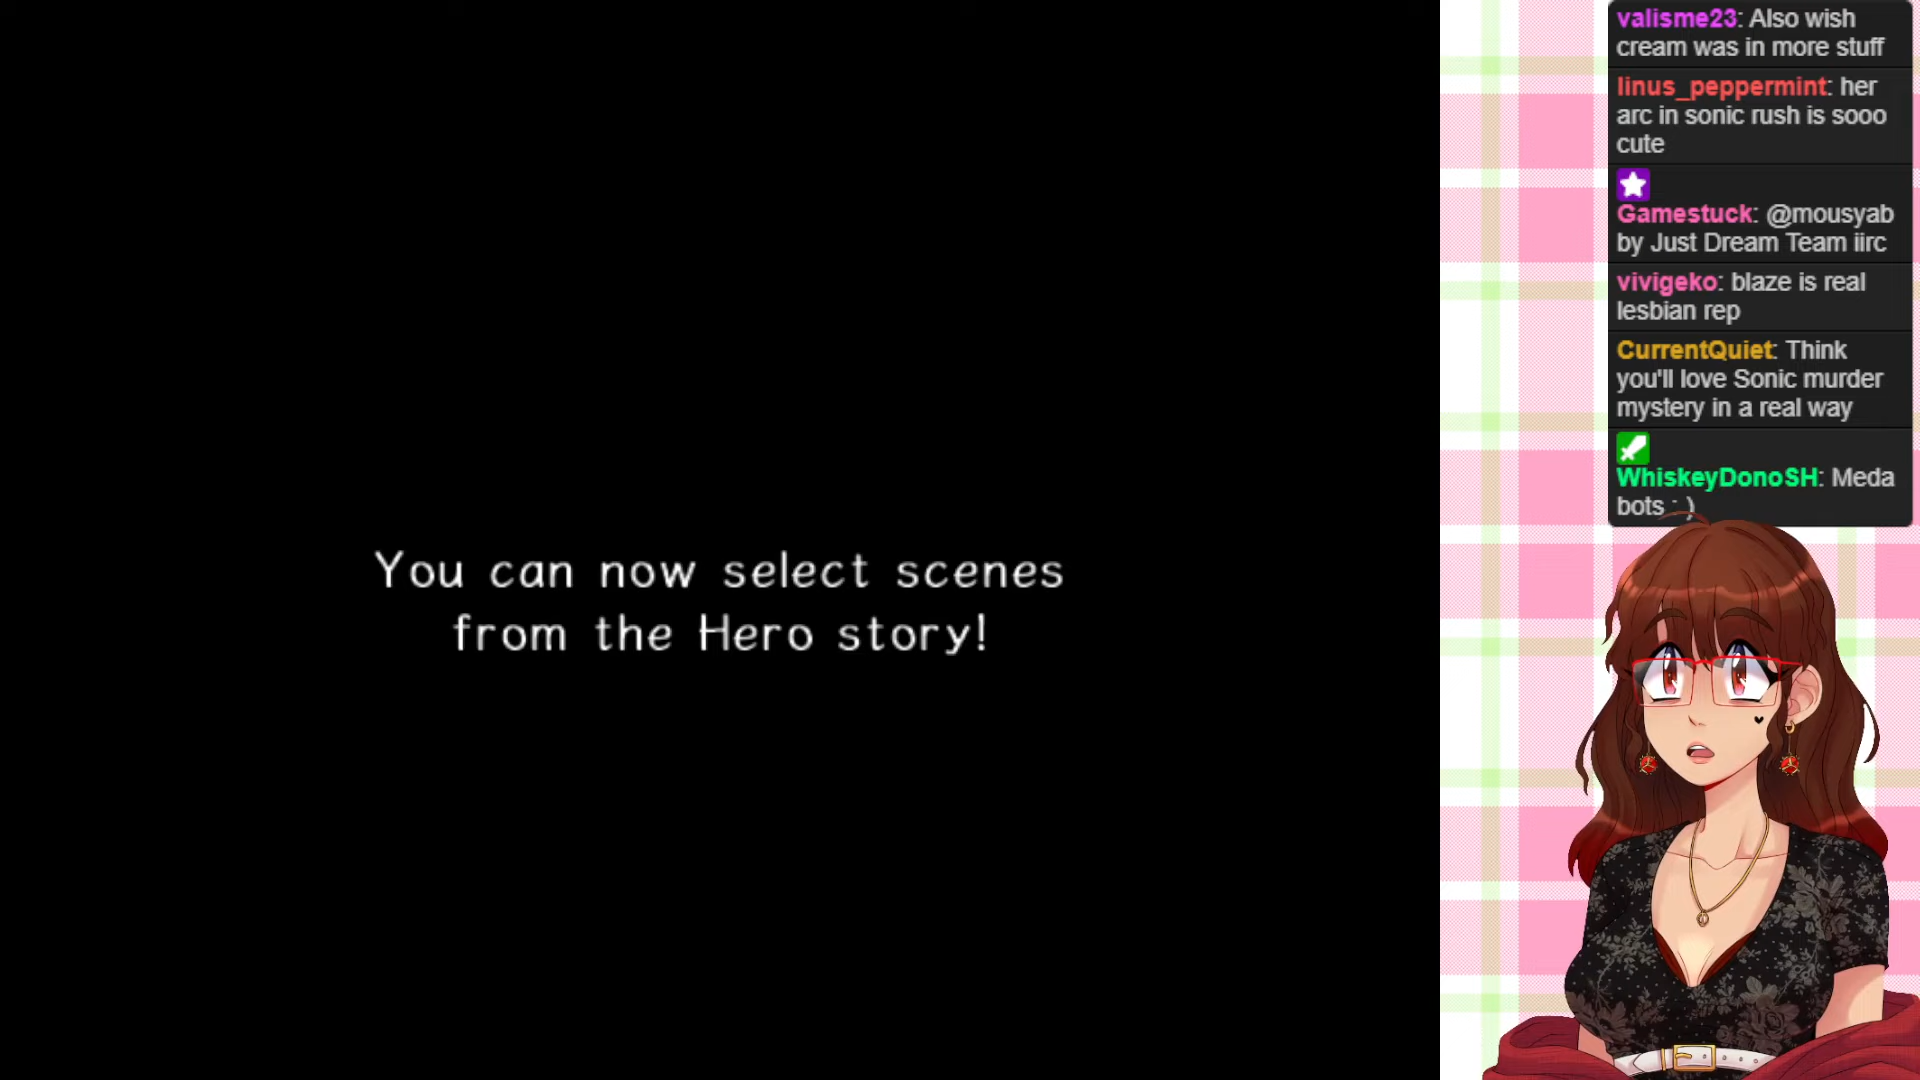 You can now select scenes
from the Hero story!
valisme23: Also wish
cream was in more stuff
linus_peppermint: her
arc in sonic rush is sooo
cute
Gamestuck: @mousyab
by Just Dream Team iirc
vivigeko: blaze is real
lesbian rep
CurrentQuiet: Think
you'll love Sonic murder
mystery in a real way
WhiskeyDonoSH: Meda
bots : )